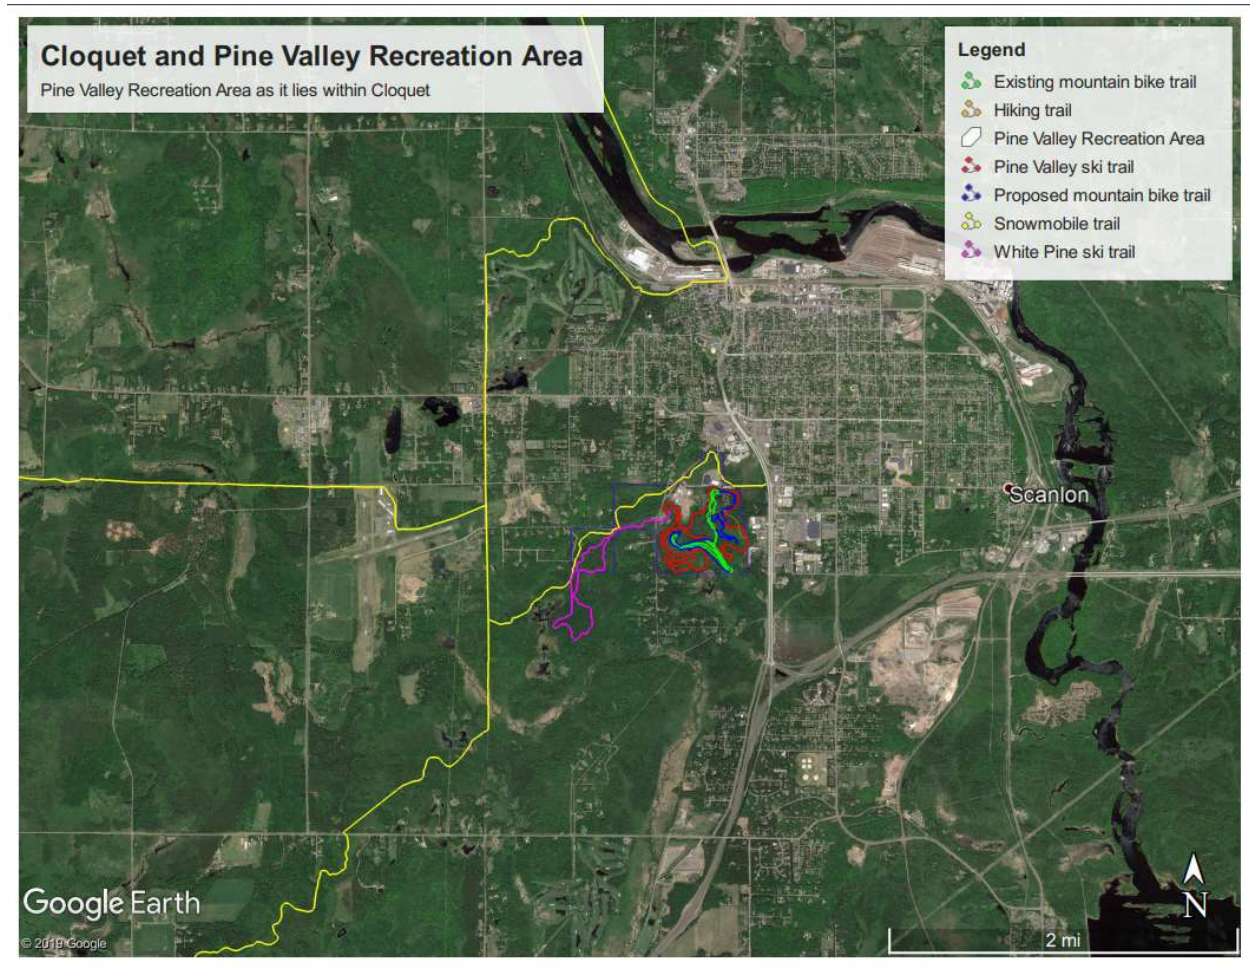 Cloquet and Pine Valley Recreation Area
Pine Valley Recreation Area as it lies within Cloquet
Legend
Existing mountain bike trail
Hiking trail
Pine Valley Recreation Area
Pine Valley ski trail
Proposed mountain bike trail
Snowmobile trail
White Pine ski trail
Scanlon
Google Earth
© 2019 Google
N
2 mi